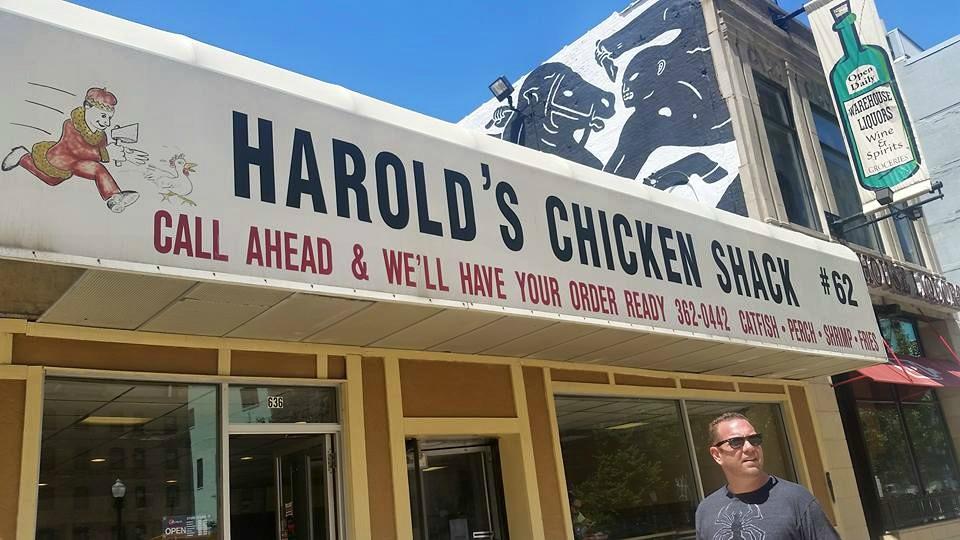 HAROLD'S CHICKEN SHACK #62
CALL AHEAD & WE'LL HAVE YOUR ORDER READY 362-0442 CATFISH • PERCH • SHRIMP • FRIES
Open
Daily
WAREHOUSE
LIQUORS
Wine
&
Spirits
GROCERIES
636
OPEN